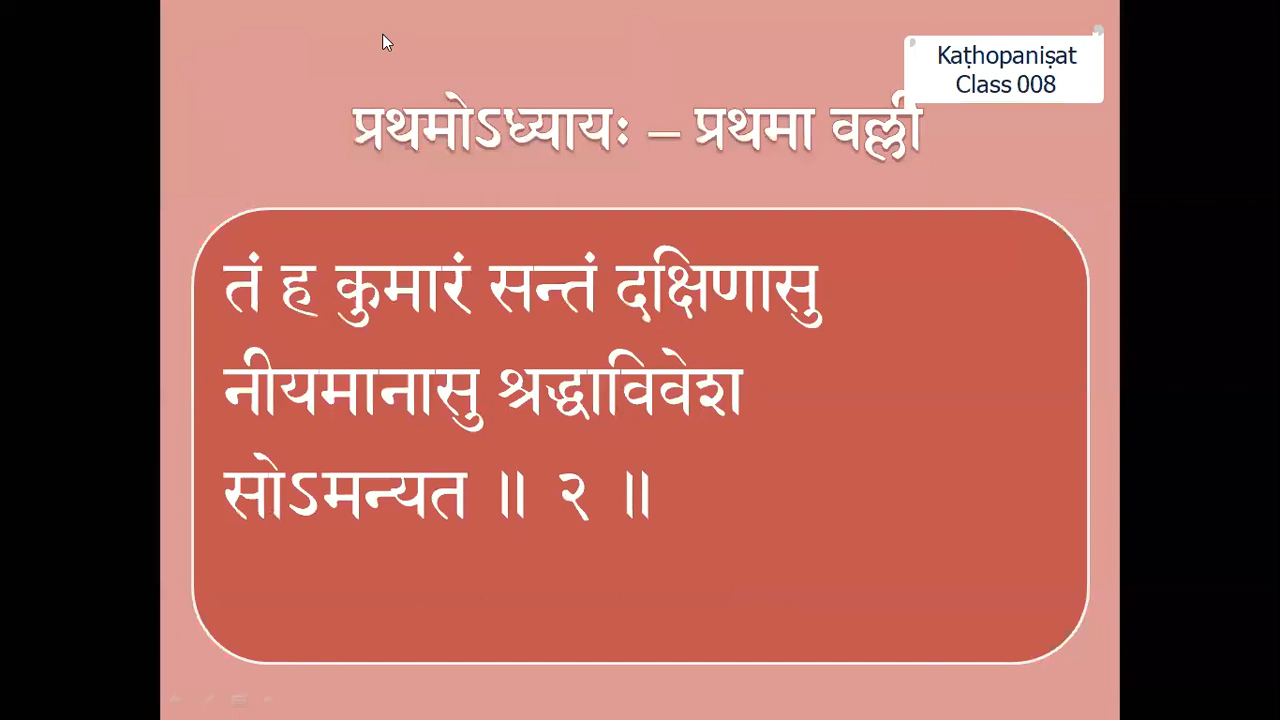 Kaṭhopaniṣat
Class 008
प्रथमोऽध्यायः – प्रथमा वल्ली
तं ह कुमारं सन्तं दक्षिणासु
नीयमानासु श्रद्धाविवेश
सोऽमन्यत ॥ २ ॥